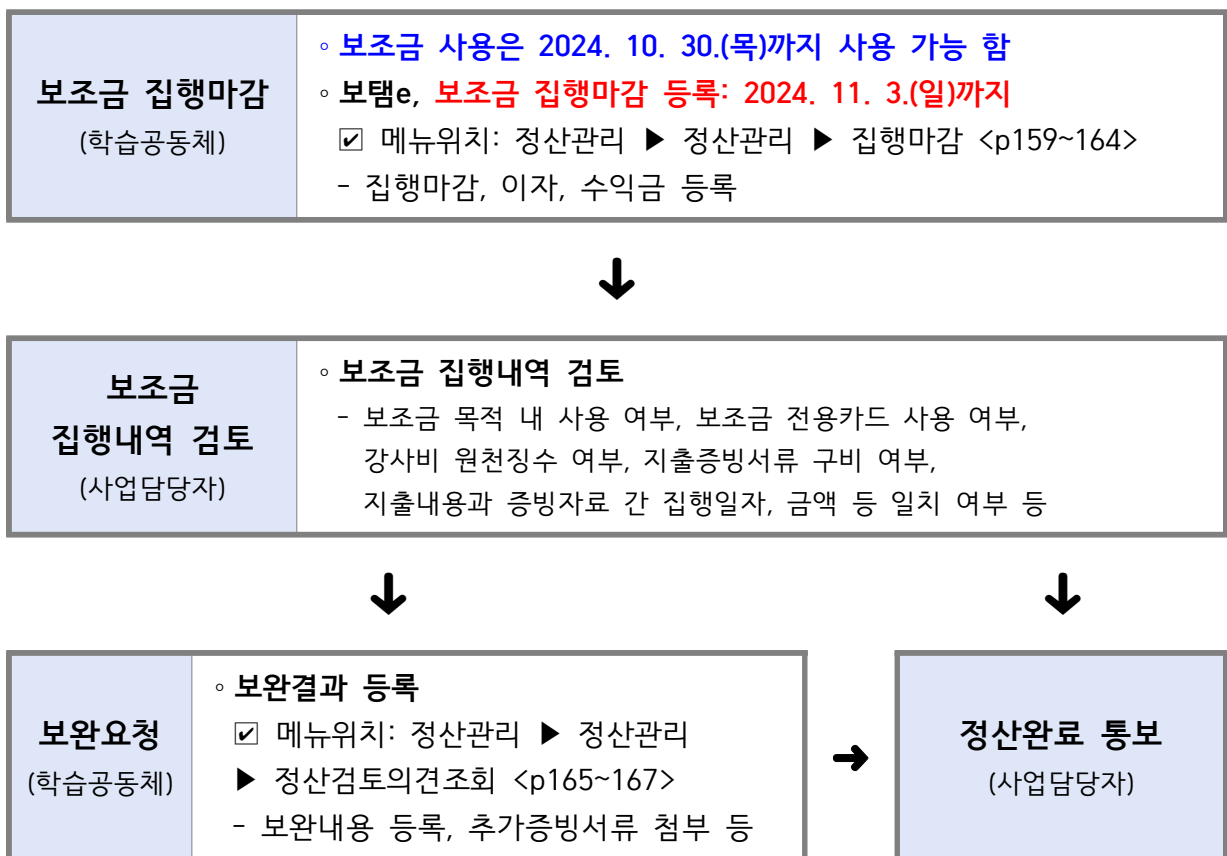 보조금 집행마감
(학습공동체)
◦ 보조금 사용은 2024. 10. 30.(목)까지 사용 가능 함
◦ 보탬e, 보조금 집행마감 등록: 2024. 11. 3.(일)까지
☑ 메뉴위치: 정산관리 ▶ 정산관리 ▶ 집행마감 <p159~164>
- 집행마감, 이자, 수익금 등록
보조금
집행내역 검토
(사업담당자)
◦ 보조금 집행내역 검토
- 보조금 목적 내 사용 여부, 보조금 전용카드 사용 여부,
강사비 원천징수 여부, 지출증빙서류 구비 여부,
지출내용과 증빙자료 간 집행일자, 금액 등 일치 여부 등
보완요청
(학습공동체)
◦ 보완결과 등록
☑ 메뉴위치: 정산관리 ▶ 정산관리
▶ 정산검토의견조회 <p165~167>
- 보완내용 등록, 추가증빙서류 첨부 등
정산완료 통보
(사업담당자)